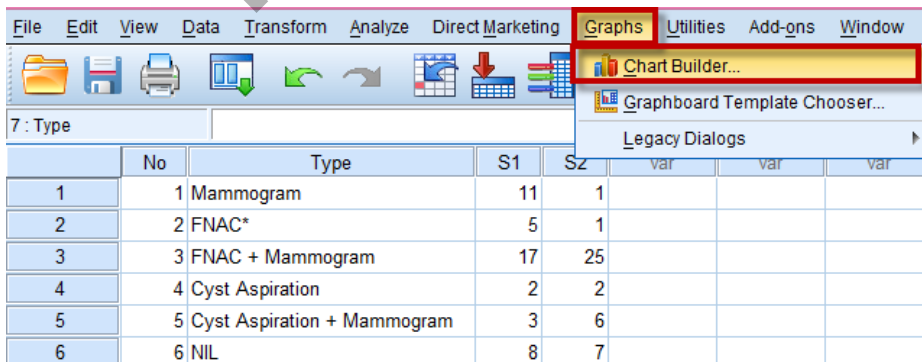 File Edit View Data Transform Analyze Direct Marketing Graphs Utilities Add-ons Window
Chart Builder...
Graphboard Template Chooser...
7 : Type
Legacy Dialogs
No Type S1 S2 var var var
1 1 Mammogram 11 1
2 2 FNAC* 5 1
3 3 FNAC + Mammogram 17 25
4 4 Cyst Aspiration 2 2
5 5 Cyst Aspiration + Mammogram 3 6
6 6 NIL 8 7